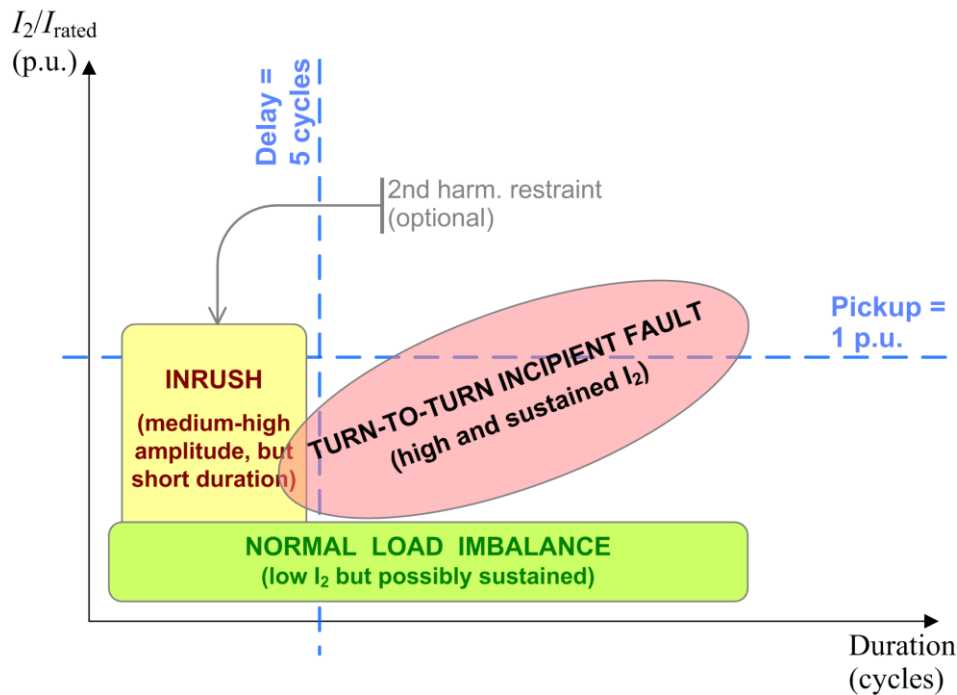 I₂/Irated
(p.u.)
Delay =
5 cycles
2nd harm. restraint
(optional)
Pickup =
1 p.u.
INRUSH
(medium-high
amplitude, but
short duration)
TURN-TO-TURN INCIPIENT FAULT
(high and sustained I₂)
NORMAL LOAD IMBALANCE
(low I₂ but possibly sustained)
Duration
(cycles)